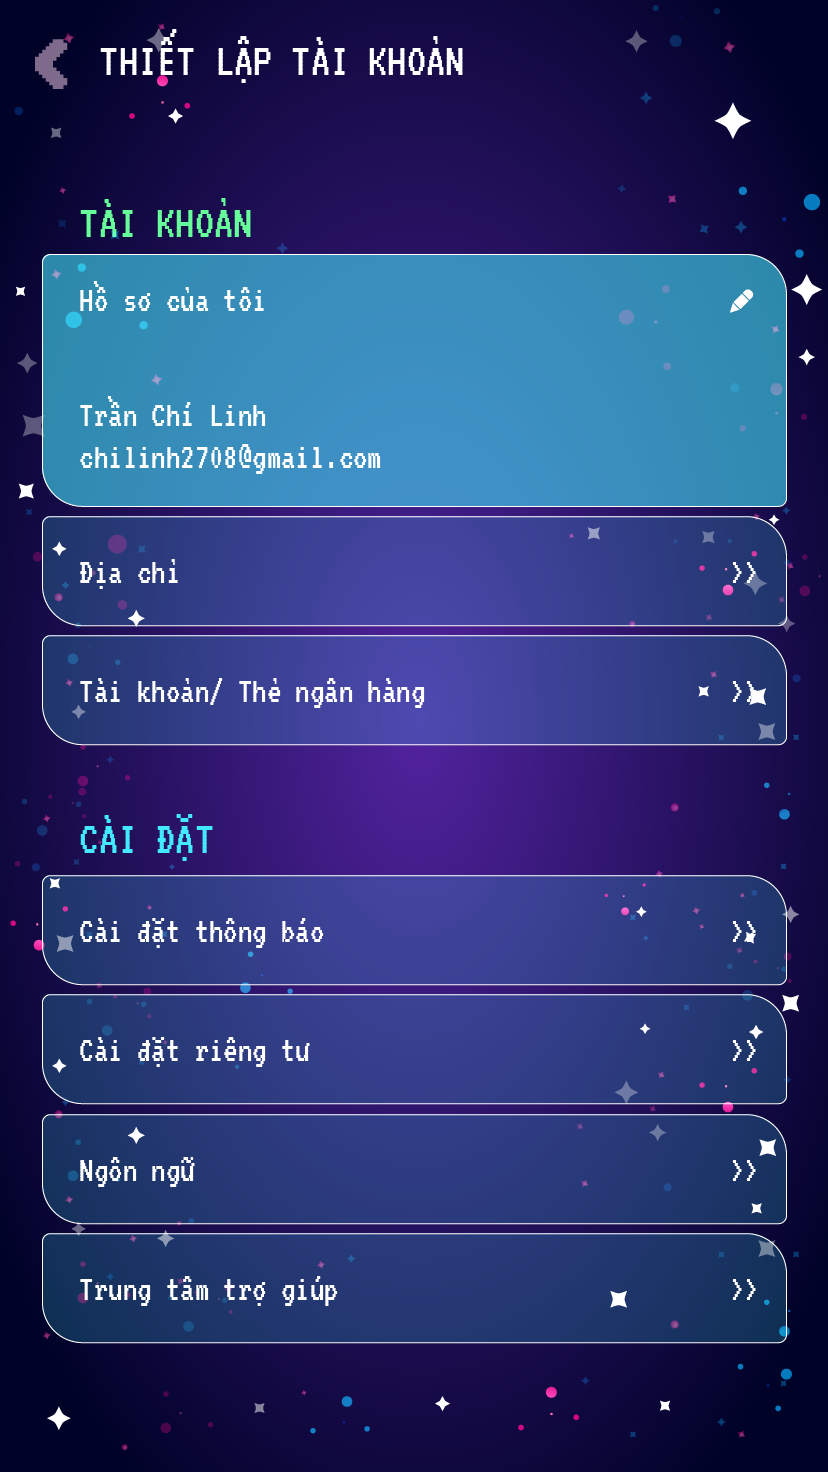 THIẾT LẬP TÀI KHOẢN
TÀI KHOẢN
Hồ sơ của tôi
Trần Chí Linh
chilinh2708@gmail.com
Địa chỉ
>>
Tài khoản/ Thẻ ngân hàng
>>
CÀI ĐẶT
Cài đặt thông báo
>>
Cài đặt riêng tư
>>
Ngôn ngữ
>>
Trung tâm trợ giúp
>>